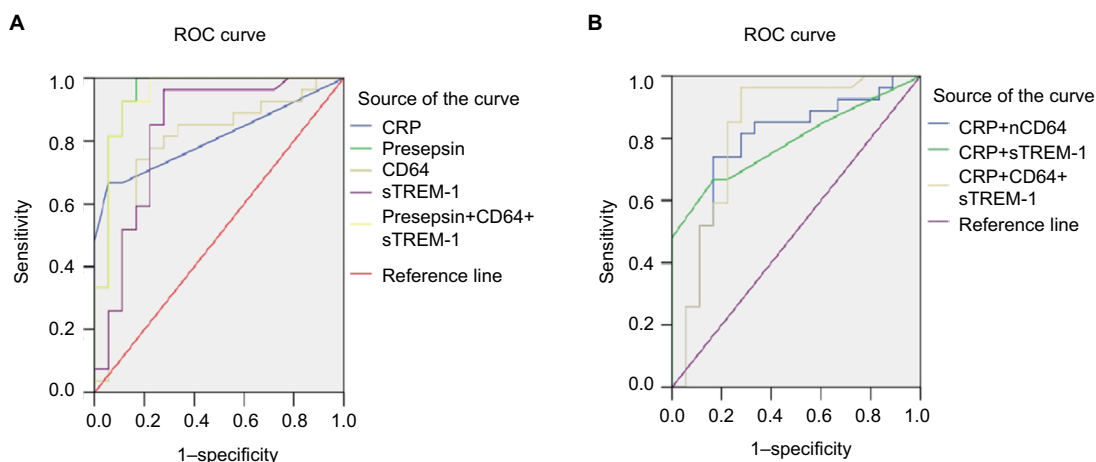 A
ROC curve
Sensitivity
1.0
0.8
0.6
0.4
0.2
0.0
0.0 0.2 0.4 0.6 0.8 1.0
1–specificity
Source of the curve
CRP
Presepsin
CD64
sTREM-1
Presepsin+CD64+
sTREM-1
Reference line
B
ROC curve
Sensitivity
1.0
0.8
0.6
0.4
0.2
0.0
0.0 0.2 0.4 0.6 0.8 1.0
1–specificity
Source of the curve
CRP+nCD64
CRP+sTREM-1
CRP+CD64+
sTREM-1
Reference line